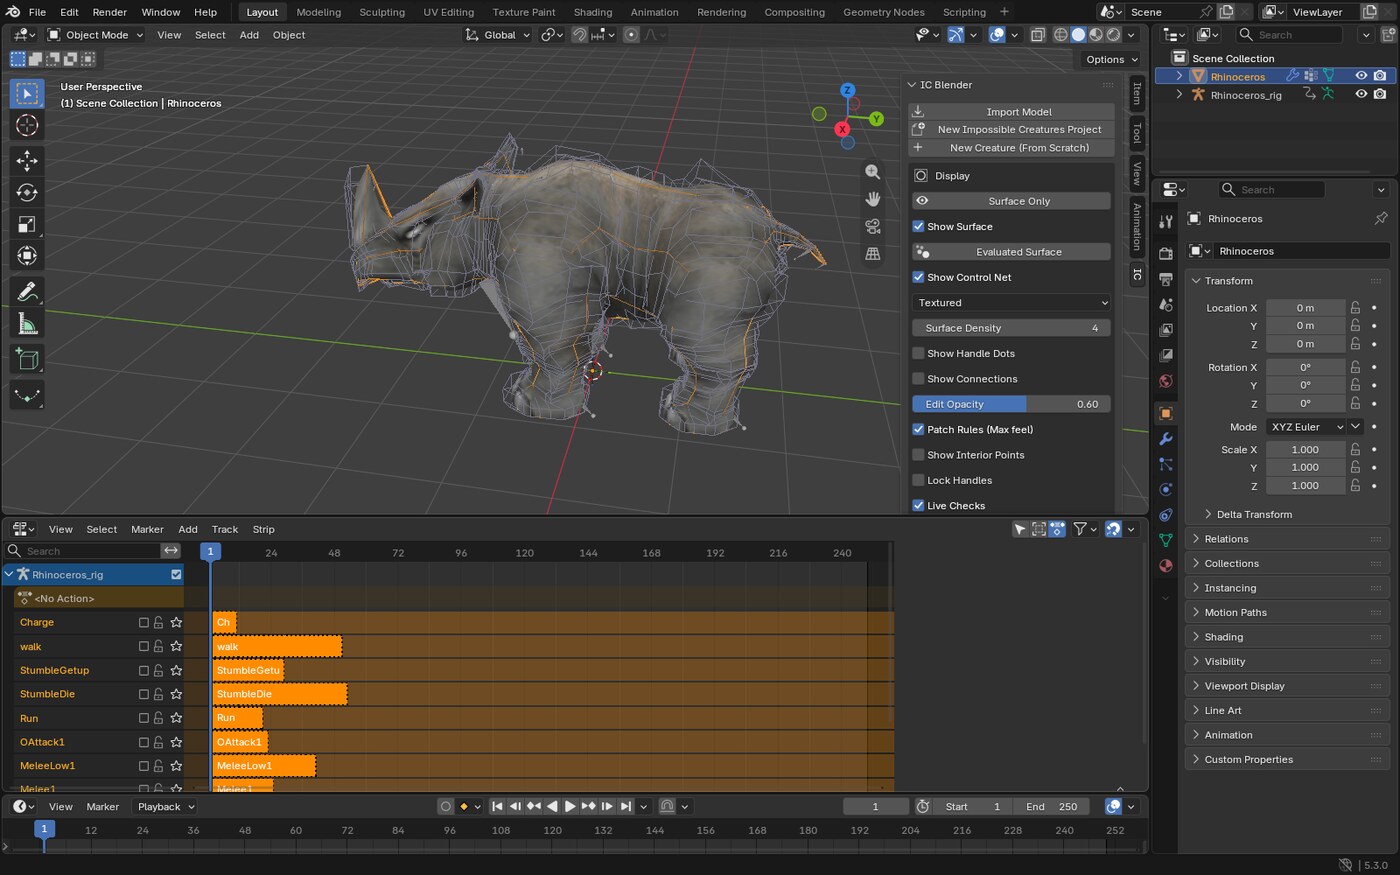 File Edit Render Window Help Layout Modeling Sculpting UV Editing Texture Paint Shading Animation Rendering Compositing Geometry Nodes Scripting + Scene ViewLayer
Object Mode View Select Add Object Global Search
Options
User Perspective
(1) Scene Collection | Rhinoceros
Z
Y
X
IC Blender
Import Model
New Impossible Creatures Project
New Creature (From Scratch)
Display
Surface Only
Show Surface
Evaluated Surface
Show Control Net
Textured
Surface Density 4
Show Handle Dots
Show Connections
Edit Opacity 0.60
Patch Rules (Max feel)
Show Interior Points
Lock Handles
Live Checks
Item
Tool
View
Animation
IC
Scene Collection
Rhinoceros
Rhinoceros_rig
Search
Rhinoceros
Rhinoceros
Transform
Location X 0 m
Y 0 m
Z 0 m
Rotation X 0°
Y 0°
Z 0°
Mode XYZ Euler
Scale X 1.000
Y 1.000
Z 1.000
Delta Transform
Relations
Collections
Instancing
Motion Paths
Shading
Visibility
Viewport Display
Line Art
Animation
Custom Properties
View Select Marker Add Track Strip
Search 1 24 48 72 96 120 144 168 192 216 240
Rhinoceros_rig
<No Action>
Charge Ch
walk walk
StumbleGetup StumbleGetu
StumbleDie StumbleDie
Run Run
OAttack1 OAttack1
MeleeLow1 MeleeLow1
Melee1 Melee1
View Marker Playback 1 Start 1 End 250
1 12 24 36 48 60 72 84 96 108 120 132 144 156 168 180 192 204 216 228 240 252
5.3.0